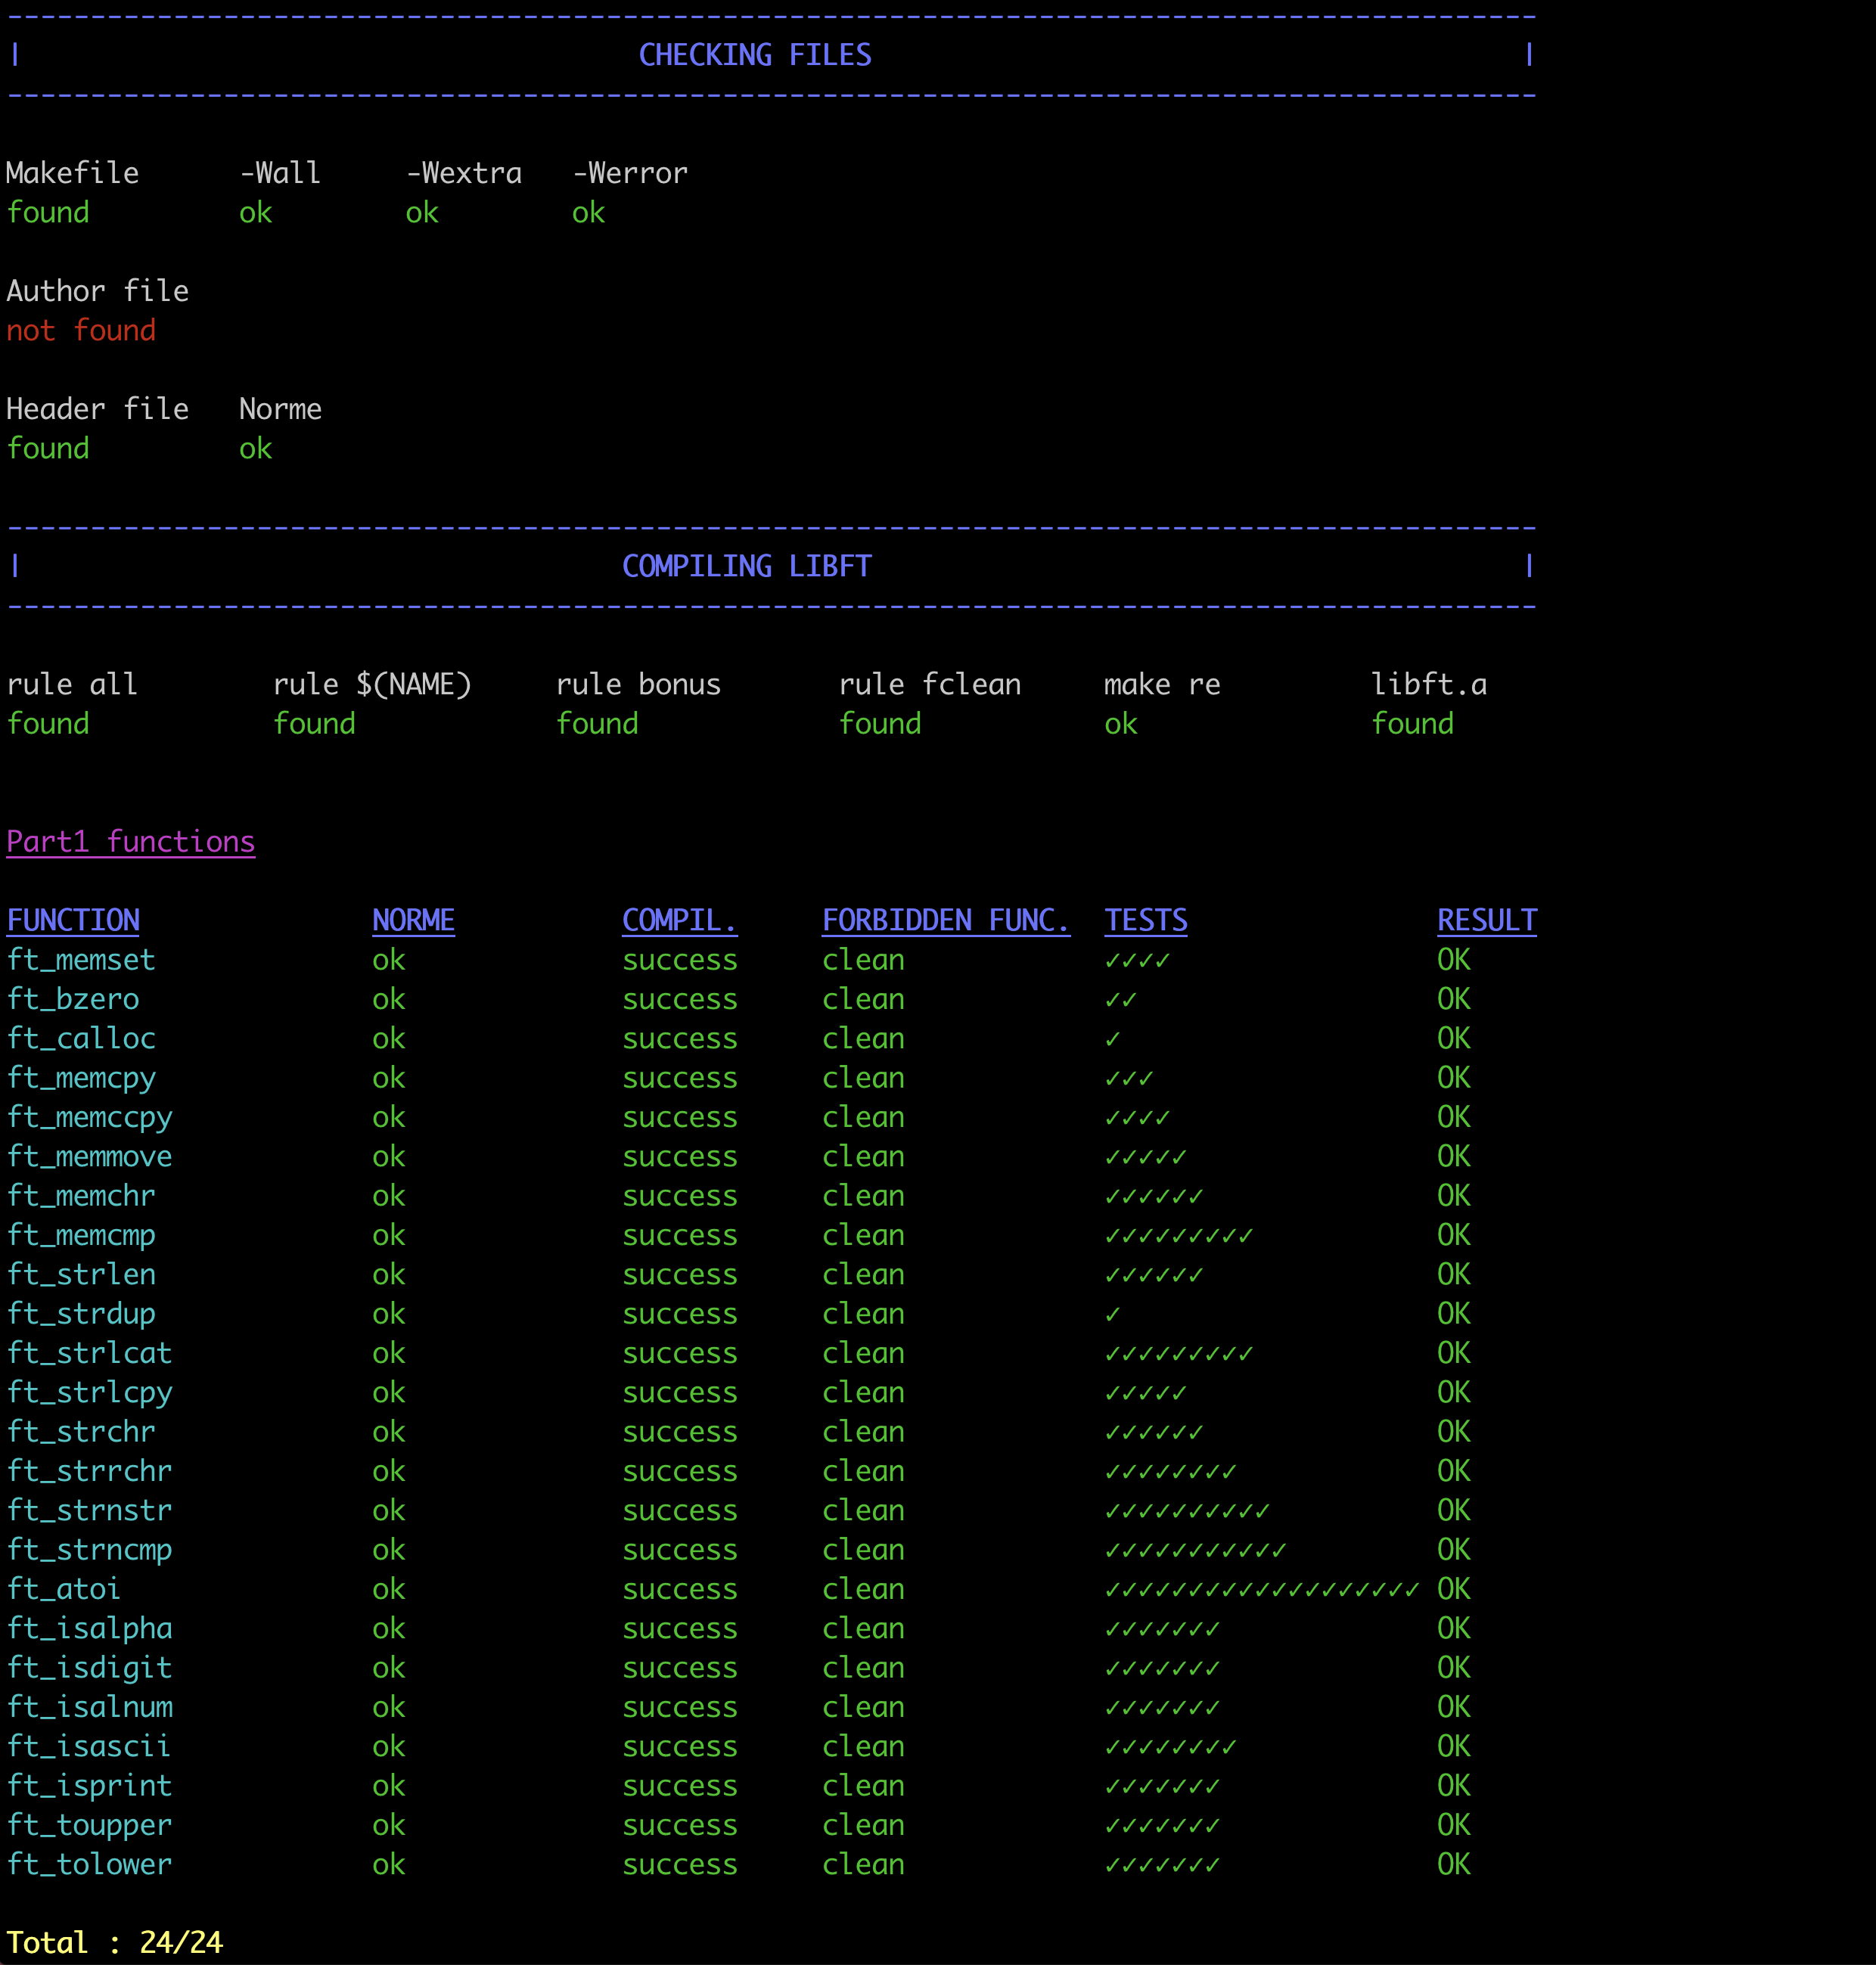 --------------------------------------------------------------------------------------------
| CHECKING FILES |
--------------------------------------------------------------------------------------------
Makefile -Wall -Wextra -Werror
found ok ok ok
Author file
not found
Header file Norme
found ok
--------------------------------------------------------------------------------------------
| COMPILING LIBFT |
--------------------------------------------------------------------------------------------
rule all rule $(NAME) rule bonus rule fclean make re libft.a
found found found found ok found
Part1 functions
FUNCTION NORME COMPIL. FORBIDDEN FUNC. TESTS RESULT
ft_memset ok success clean ✓✓✓✓ OK
ft_bzero ok success clean ✓✓ OK
ft_calloc ok success clean ✓ OK
ft_memcpy ok success clean ✓✓✓ OK
ft_memccpy ok success clean ✓✓✓✓ OK
ft_memmove ok success clean ✓✓✓✓✓ OK
ft_memchr ok success clean ✓✓✓✓✓✓ OK
ft_memcmp ok success clean ✓✓✓✓✓✓✓✓✓ OK
ft_strlen ok success clean ✓✓✓✓✓✓ OK
ft_strdup ok success clean ✓ OK
ft_strlcat ok success clean ✓✓✓✓✓✓✓✓✓ OK
ft_strlcpy ok success clean ✓✓✓✓✓ OK
ft_strchr ok success clean ✓✓✓✓✓✓ OK
ft_strrchr ok success clean ✓✓✓✓✓✓✓✓ OK
ft_strnstr ok success clean ✓✓✓✓✓✓✓✓✓✓ OK
ft_strncmp ok success clean ✓✓✓✓✓✓✓✓✓✓✓ OK
ft_atoi ok success clean ✓✓✓✓✓✓✓✓✓✓✓✓✓✓✓✓✓✓✓ OK
ft_isalpha ok success clean ✓✓✓✓✓✓✓ OK
ft_isdigit ok success clean ✓✓✓✓✓✓✓ OK
ft_isalnum ok success clean ✓✓✓✓✓✓✓ OK
ft_isascii ok success clean ✓✓✓✓✓✓✓✓ OK
ft_isprint ok success clean ✓✓✓✓✓✓✓ OK
ft_toupper ok success clean ✓✓✓✓✓✓✓ OK
ft_tolower ok success clean ✓✓✓✓✓✓✓ OK
Total : 24/24